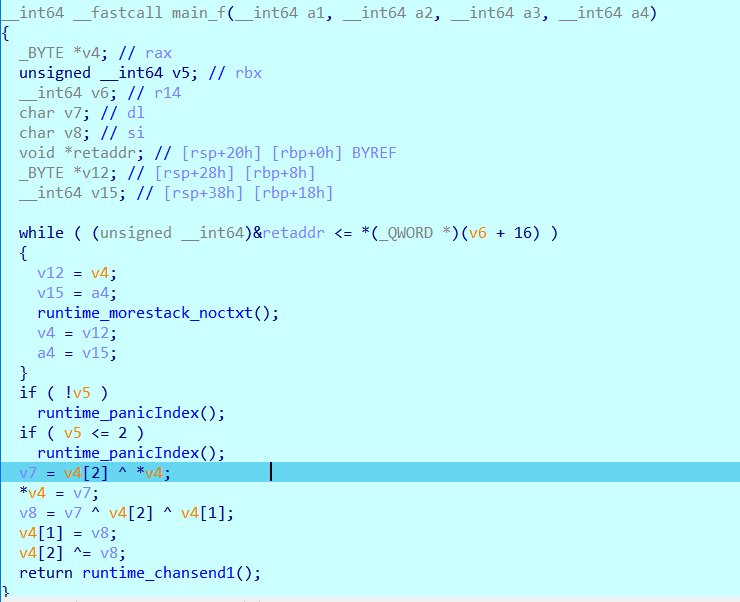 __int64 __fastcall main_f(__int64 a1, __int64 a2, __int64 a3, __int64 a4)
{
  _BYTE *v4; // rax
  unsigned __int64 v5; // rbx
  __int64 v6; // r14
  char v7; // dl
  char v8; // si
  void *retaddr; // [rsp+20h] [rbp+0h] BYREF
  _BYTE *v12; // [rsp+28h] [rbp+8h]
  __int64 v15; // [rsp+38h] [rbp+18h]

  while ( (unsigned __int64)&retaddr <= *(_QWORD *)(v6 + 16) )
  {
    v12 = v4;
    v15 = a4;
    runtime_morestack_noctxt();
    v4 = v12;
    a4 = v15;
  }
  if ( !v5 )
    runtime_panicIndex();
  if ( v5 <= 2 )
    runtime_panicIndex();
  v7 = v4[2] ^ *v4;
  *v4 = v7;
  v8 = v7 ^ v4[2] ^ v4[1];
  v4[1] = v8;
  v4[2] ^= v8;
  return runtime_chansend1();
}